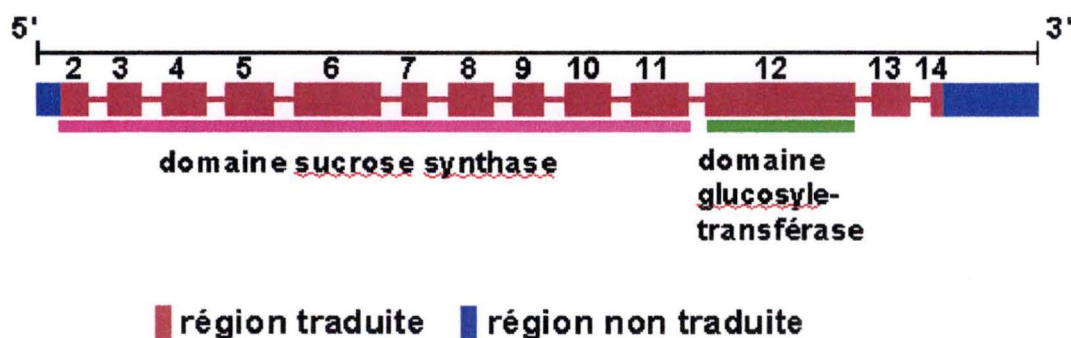 5' 3'
2 3 4 5 6 7 8 9 10 11 12 13 14
domaine sucrose synthase
domaine
glucosyle-
transférase
région traduite région non traduite